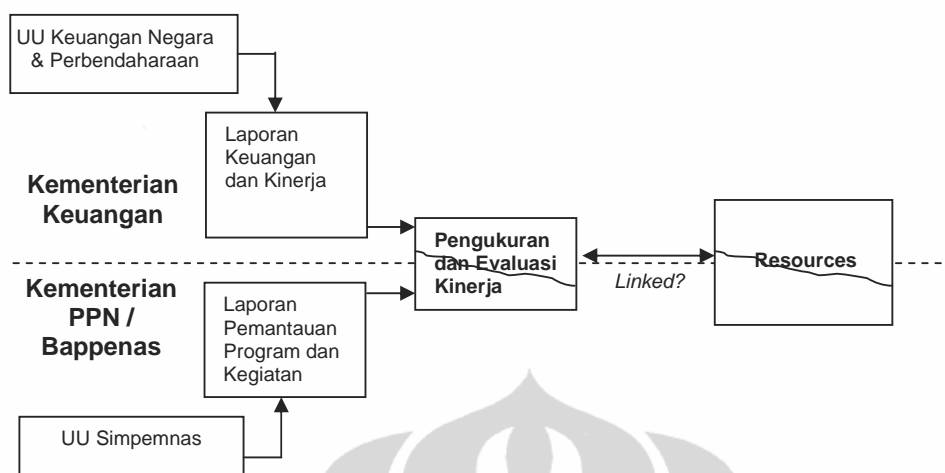 UU Keuangan Negara
& Perbendaharaan
Laporan
Keuangan
dan Kinerja
Kementerian
Keuangan
Pengukuran
dan Evaluasi
Kinerja
Linked?
Resources
Kementerian
PPN /
Bappenas
Laporan
Pemantauan
Program dan
Kegiatan
UU Simpemnas